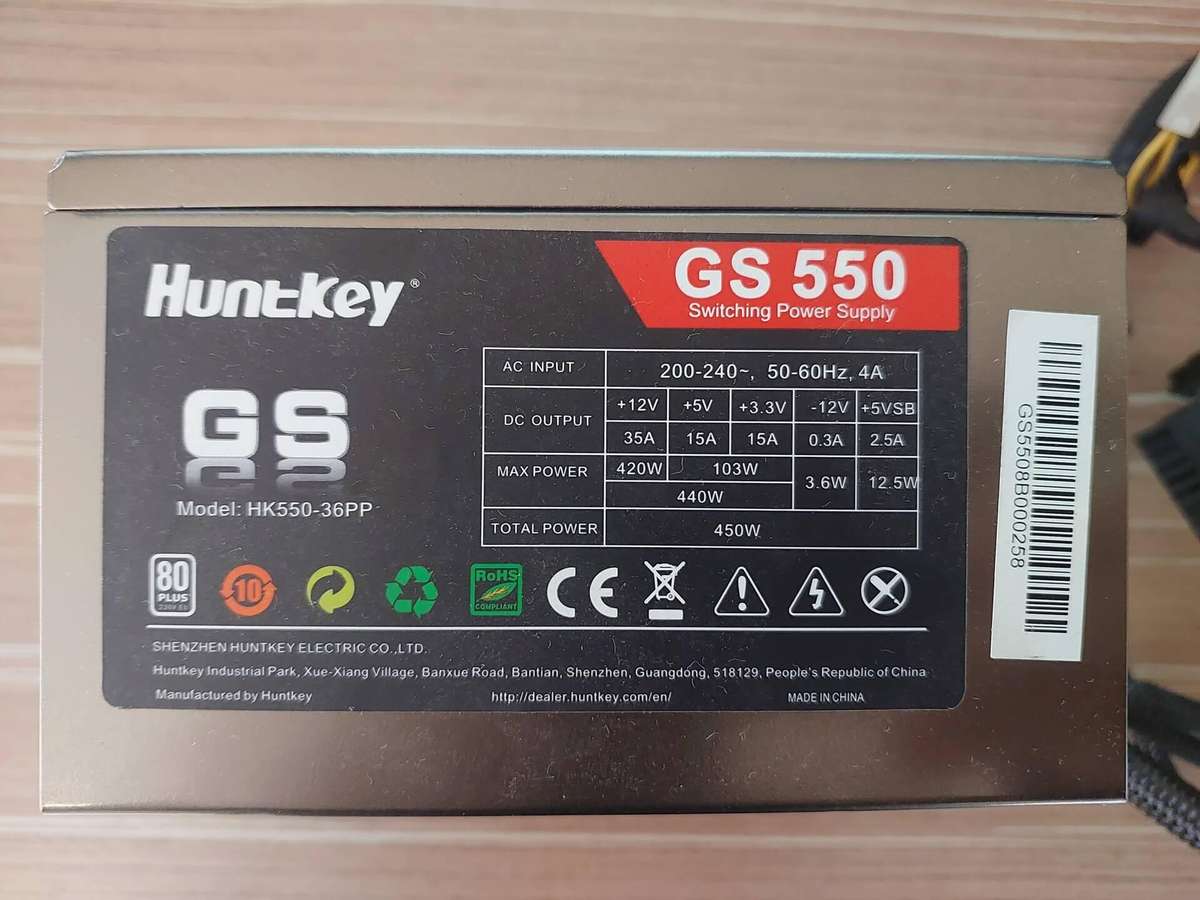 Huntkey®
GS 550
Switching Power Supply
GS
Model: HK550-36PP
AC INPUT 200-240~, 50-60Hz, 4A
DC OUTPUT +12V +5V +3.3V -12V +5VSB
35A 15A 15A 0.3A 2.5A
MAX POWER 420W 103W 3.6W 12.5W
440W
TOTAL POWER 450W
80
PLUS
230V EU
10
RoHS
COMPLIANT
CE
SHENZHEN HUNTKEY ELECTRIC CO.,LTD.
Huntkey Industrial Park, Xue-Xiang Village, Banxue Road, Bantian, Shenzhen, Guangdong, 518129, People's Republic of China
Manufactured by Huntkey http://dealer.huntkey.com/en/ MADE IN CHINA
GS5508B000258